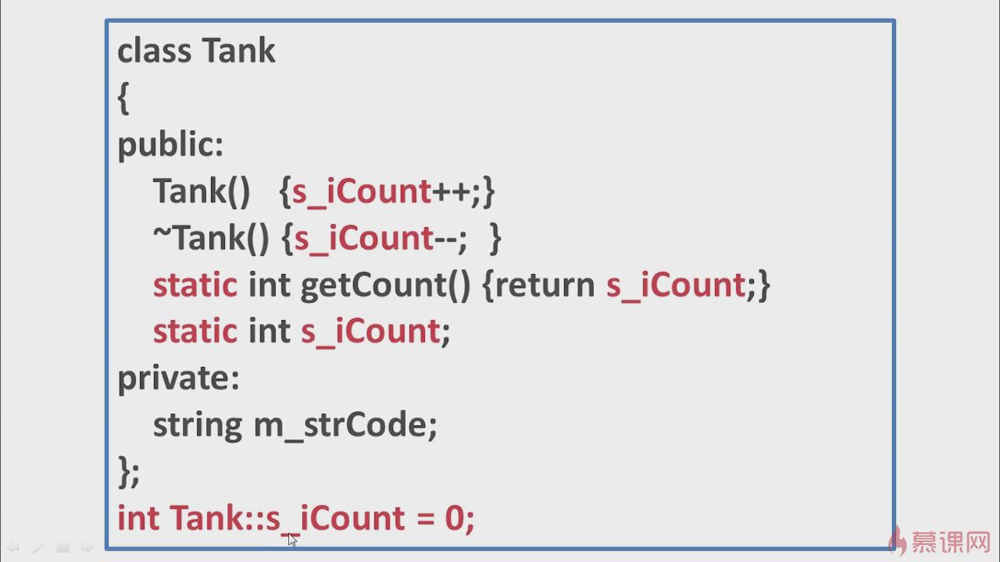 class Tank
{
public:
    Tank()   {s_iCount++;}
    ~Tank() {s_iCount--;  }
    static int getCount() {return s_iCount;}
    static int s_iCount;
private:
    string m_strCode;
};
int Tank::s_iCount = 0;
慕课网